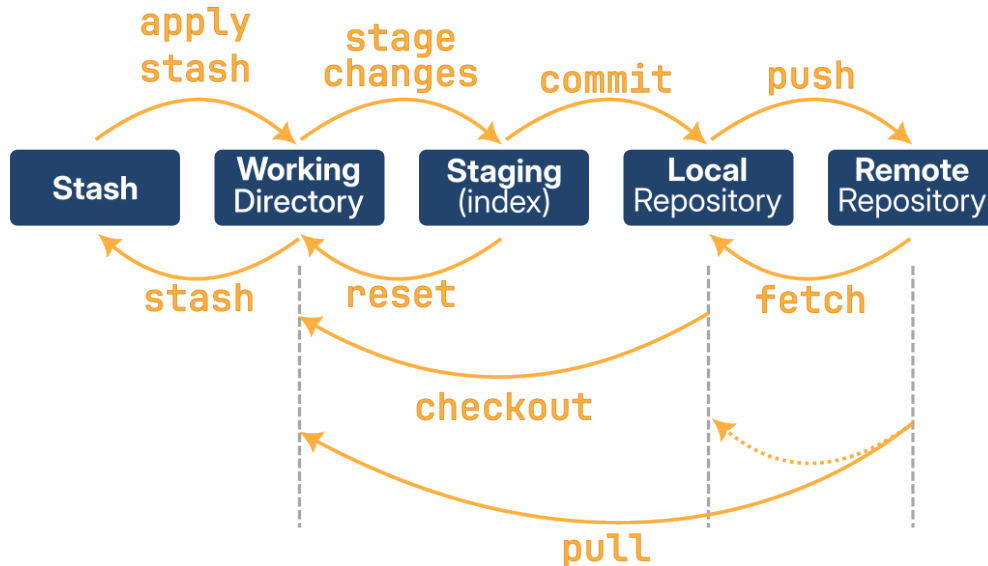 apply
stash
stage
changes
commit
push
Stash
Working
Directory
Staging
(index)
Local
Repository
Remote
Repository
stash
reset
fetch
checkout
pull